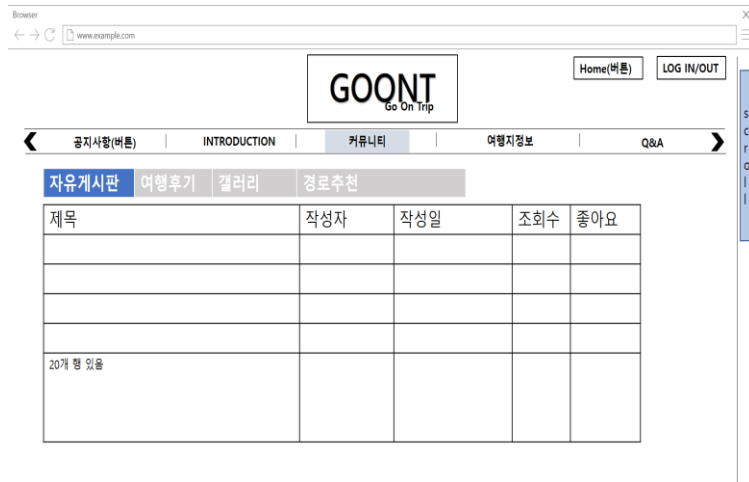 Browser
www.example.com
Home(버튼)
LOG IN/OUT
GOONT
Go On Trip
공지사항(버튼)
INTRODUCTION
커뮤니티
여행지정보
Q&A
scroll
자유게시판
여행후기
갤러리
경로추천
제목
작성자
작성일
조회수
좋아요
20개 행 있음